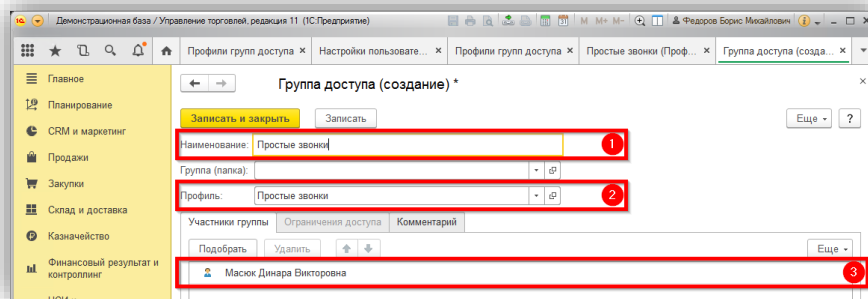 1С Демонстрационная база / Управление торговлей, редакция 11 (1С:Предприятие) M M+ M- Федоров Борис Михайлович
Профили групп доступа × Настройки пользовате... × Профили групп доступа × Простые звонки (Проф... × Группа доступа (созда... ×
Главное
Планирование
CRM и маркетинг
Продажи
Закупки
Склад и доставка
Казначейство
Финансовый результат и
контроллинг
Группа доступа (создание) *
Записать и закрыть Записать Еще ?
Наименование: Простые звонки 1
Группа (папка):
Профиль: Простые звонки 2
Участники группы Ограничения доступа Комментарий
Подобрать Удалить Еще
Масюк Динара Викторовна 3